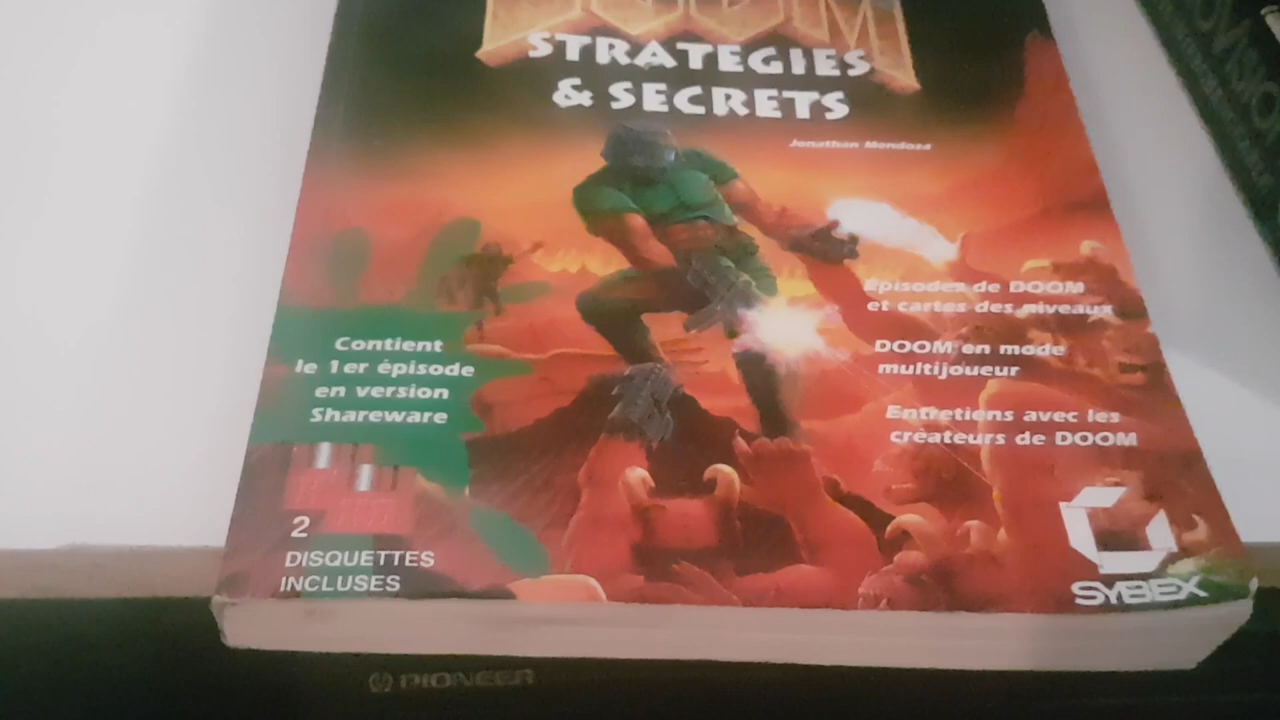 DOOM
STRATEGIES
& SECRETS
Jonathan Mendoza
Episodes de DOOM
et cartes des niveaux
DOOM en mode
multijoueur
Entretiens avec les
créateurs de DOOM
Contient
le 1er épisode
en version
Shareware
2
DISQUETTES
INCLUSES
SYBEX
PIONEER